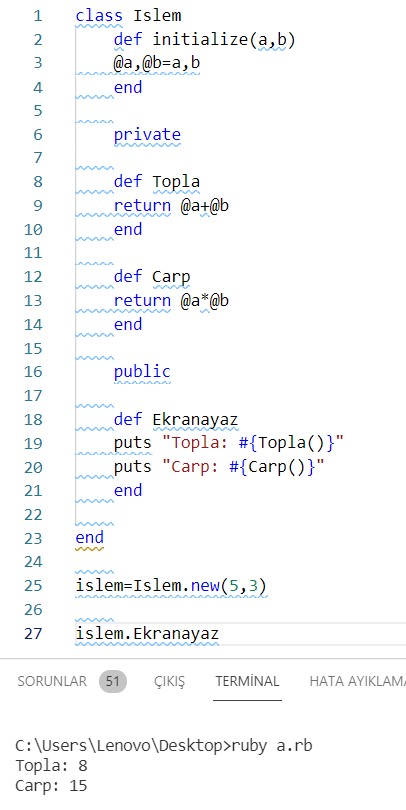 1 class Islem
2 def initialize(a,b)
3 @a,@b=a,b
4 end
5
6 private
7
8 def Topla
9 return @a+@b
10 end
11
12 def Carp
13 return @a*@b
14 end
15
16 public
17
18 def Ekranayaz
19 puts "Topla: #{Topla()}"
20 puts "Carp: #{Carp()}"
21 end
22
23 end
24
25 islem=Islem.new(5,3)
26
27 islem.Ekranayaz
SORUNLAR 51 ÇIKIŞ TERMİNAL HATA AYIKLAMA
C:\Users\Lenovo\Desktop>ruby a.rb
Topla: 8
Carp: 15